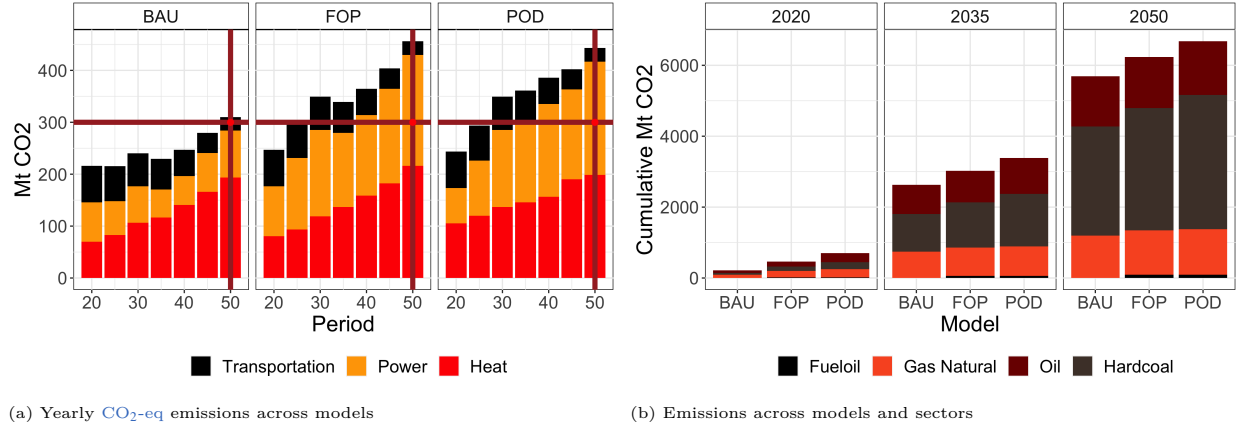 BAU FOP POD
Mt CO2
400
300
200
100
0
20 30 40 50 20 30 40 50 20 30 40 50
Period
Transportation Power Heat
(a) Yearly CO₂-eq emissions across models
2020 2035 2050
Cumulative Mt CO2
6000
4000
2000
0
BAU FOP POD BAU FOP POD BAU FOP POD
Model
Fueloil Gas Natural Oil Hardcoal
(b) Emissions across models and sectors